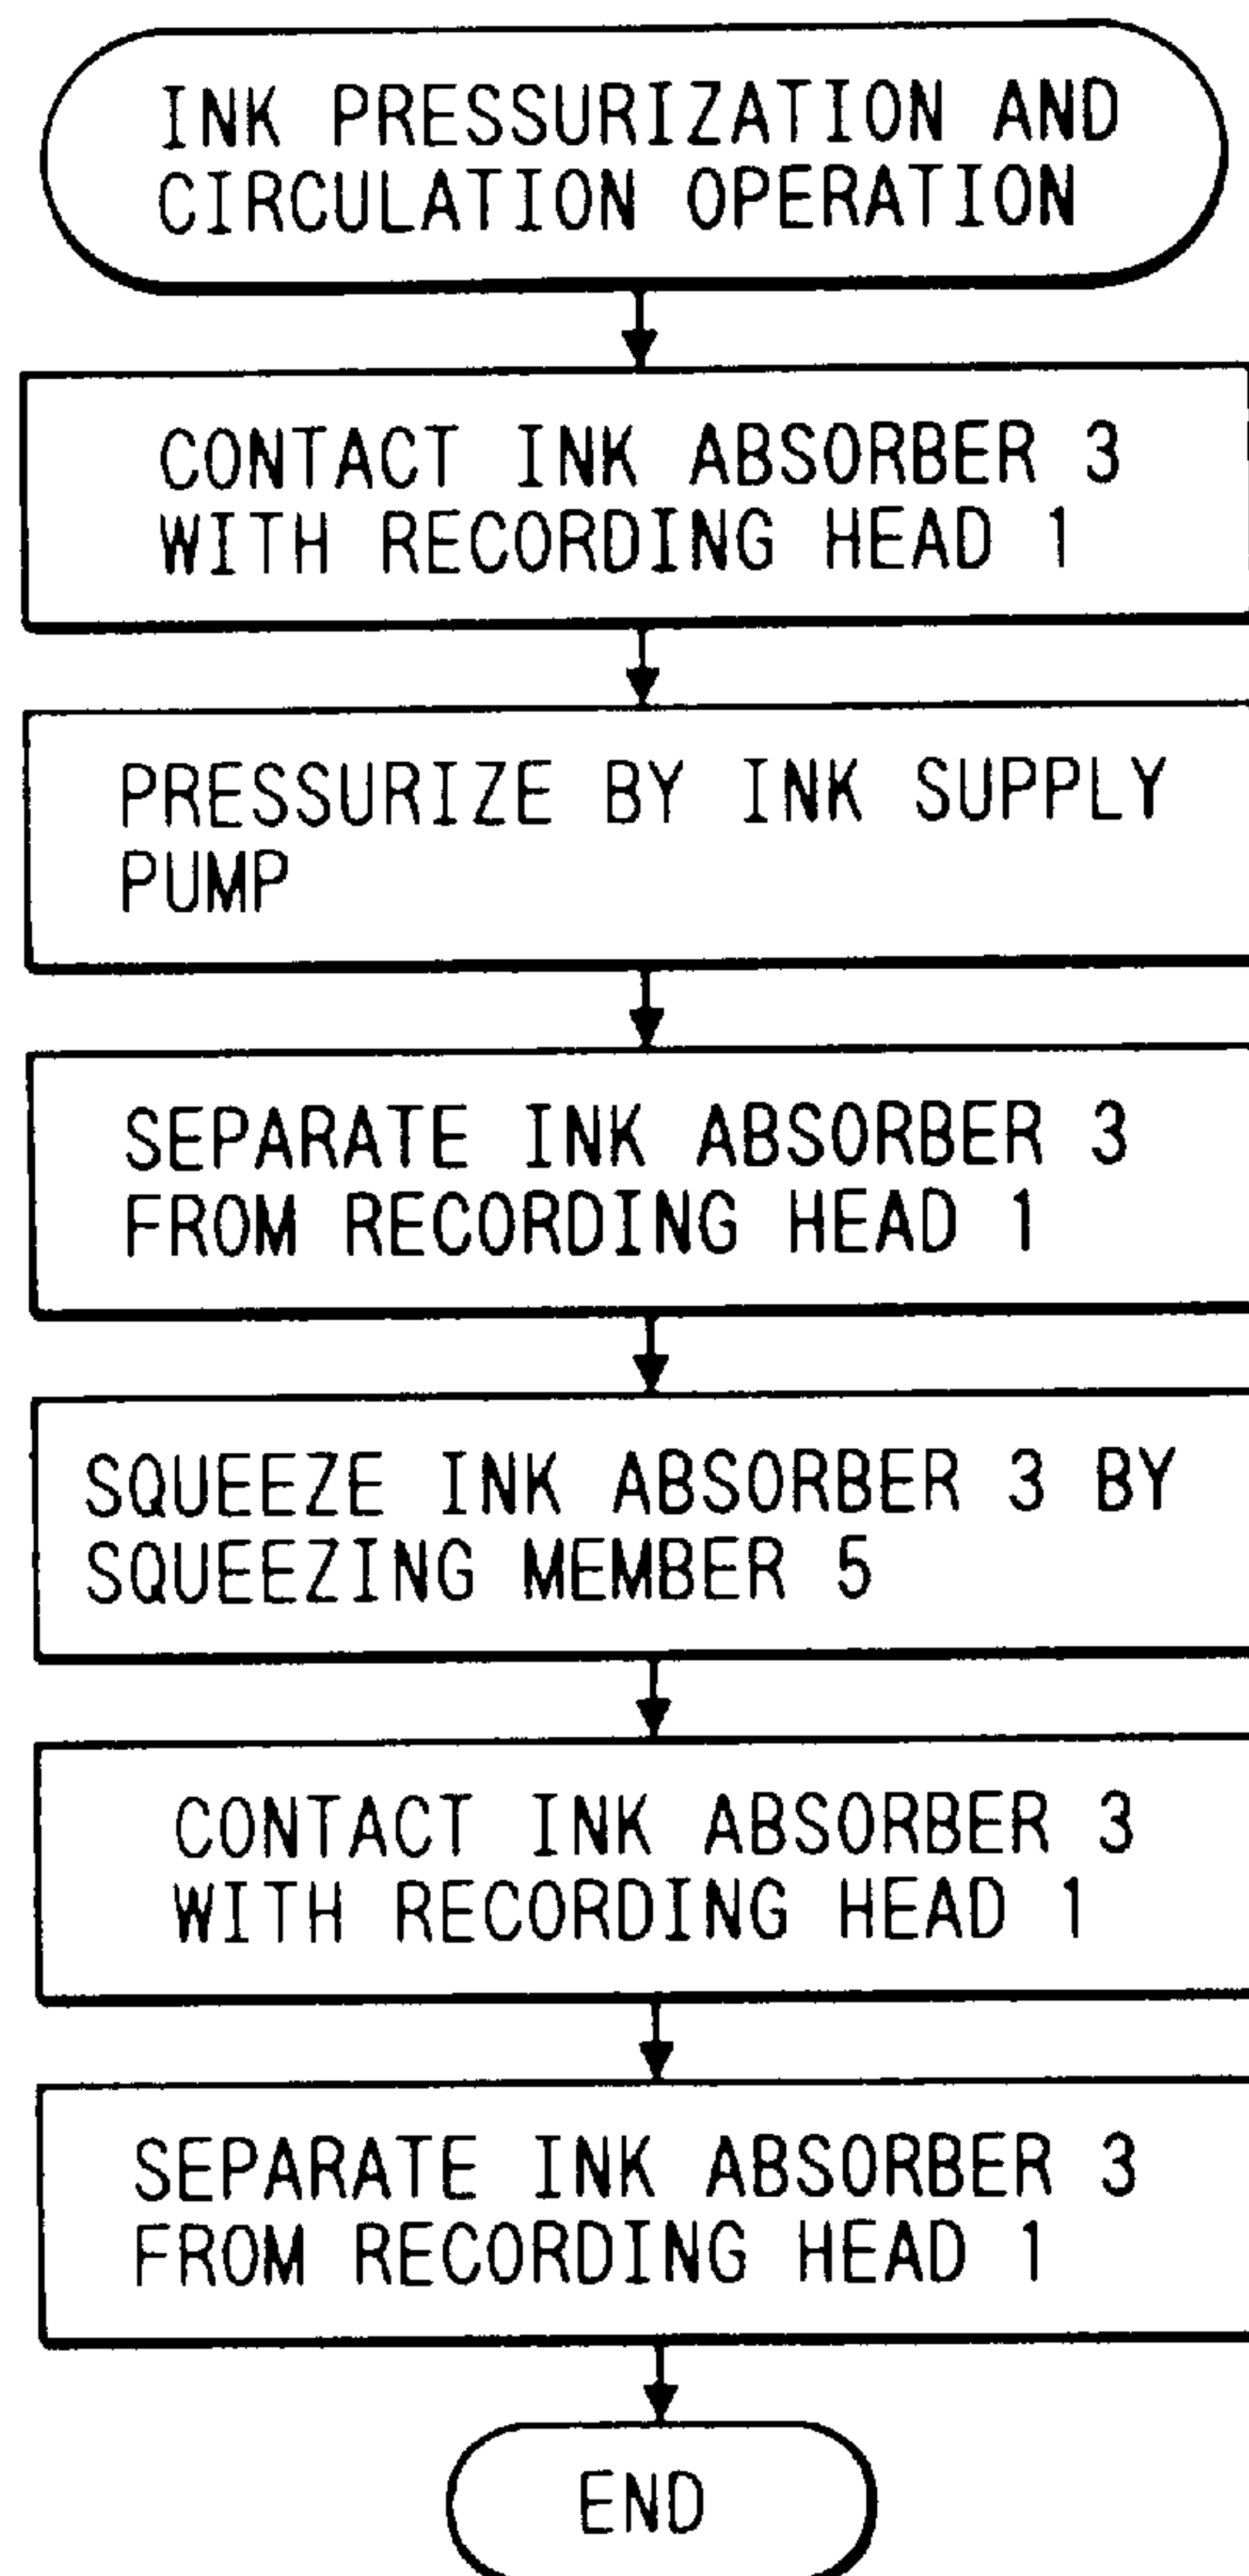 INK PRESSURIZATION AND
CIRCULATION OPERATION
CONTACT INK ABSORBER 3
WITH RECORDING HEAD 1
PRESSURIZE BY INK SUPPLY
PUMP
SEPARATE INK ABSORBER 3
FROM RECORDING HEAD 1
SQUEEZE INK ABSORBER 3 BY
SQUEEZING MEMBER 5
CONTACT INK ABSORBER 3
WITH RECORDING HEAD 1
SEPARATE INK ABSORBER 3
FROM RECORDING HEAD 1
END